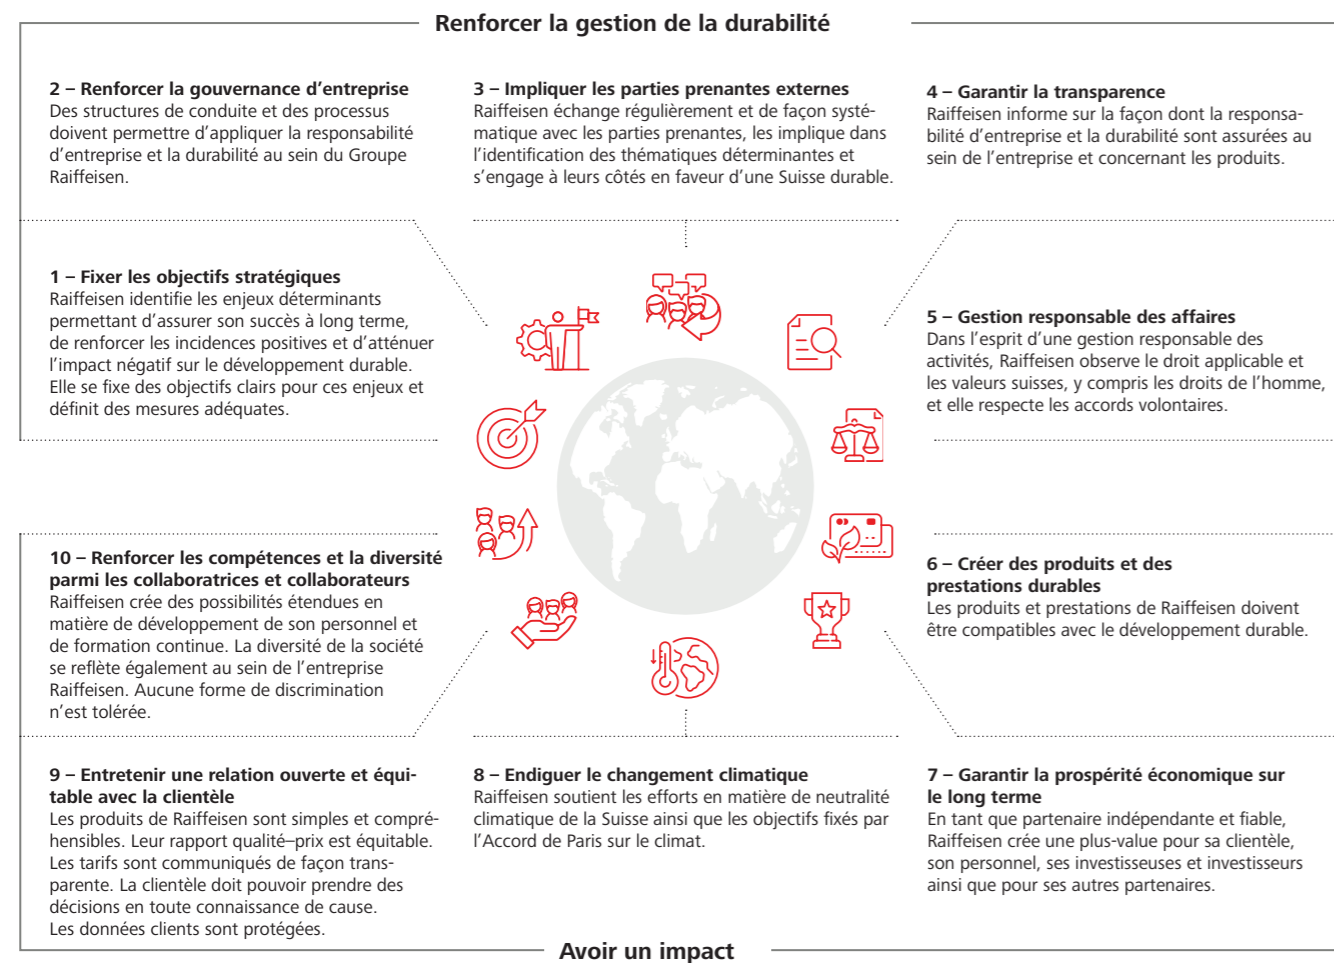 Renforcer la gestion de la durabilité
2 – Renforcer la gouvernance d’entreprise
Des structures de conduite et des processus
doivent permettre d’appliquer la responsabilité
d’entreprise et la durabilité au sein du Groupe
Raiffeisen.
3 – Impliquer les parties prenantes externes
Raiffeisen échange régulièrement et de façon systé-
matique avec les parties prenantes, les implique dans
l’identification des thématiques déterminantes et
s’engage à leurs côtés en faveur d’une Suisse durable.
4 – Garantir la transparence
Raiffeisen informe sur la façon dont la responsa-
bilité d’entreprise et la durabilité sont assurées au
sein de l’entreprise et concernant les produits.
1 – Fixer les objectifs stratégiques
Raiffeisen identifie les enjeux déterminants
permettant d’assurer son succès à long terme,
de renforcer les incidences positives et d’atténuer
l’impact négatif sur le développement durable.
Elle se fixe des objectifs clairs pour ces enjeux et
définit des mesures adéquates.
5 – Gestion responsable des affaires
Dans l’esprit d’une gestion responsable des
activités, Raiffeisen observe le droit applicable et
les valeurs suisses, y compris les droits de l’homme,
et elle respecte les accords volontaires.
10 – Renforcer les compétences et la diversité
parmi les collaboratrices et collaborateurs
Raiffeisen crée des possibilités étendues en
matière de développement de son personnel et
de formation continue. La diversité de la société
se reflète également au sein de l’entreprise
Raiffeisen. Aucune forme de discrimination
n’est tolérée.
6 – Créer des produits et des
prestations durables
Les produits et prestations de Raiffeisen doivent
être compatibles avec le développement durable.
9 – Entretenir une relation ouverte et équi-
table avec la clientèle
Les produits de Raiffeisen sont simples et compré-
hensibles. Leur rapport qualité–prix est équitable.
Les tarifs sont communiqués de façon trans-
parente. La clientèle doit pouvoir prendre des
décisions en toute connaissance de cause.
Les données clients sont protégées.
8 – Endiguer le changement climatique
Raiffeisen soutient les efforts en matière de neutralité
climatique de la Suisse ainsi que les objectifs fixés par
l’Accord de Paris sur le climat.
7 – Garantir la prospérité économique sur
le long terme
En tant que partenaire indépendante et fiable,
Raiffeisen crée une plus-value pour sa clientèle,
son personnel, ses investisseuses et investisseurs
ainsi que pour ses autres partenaires.
Avoir un impact